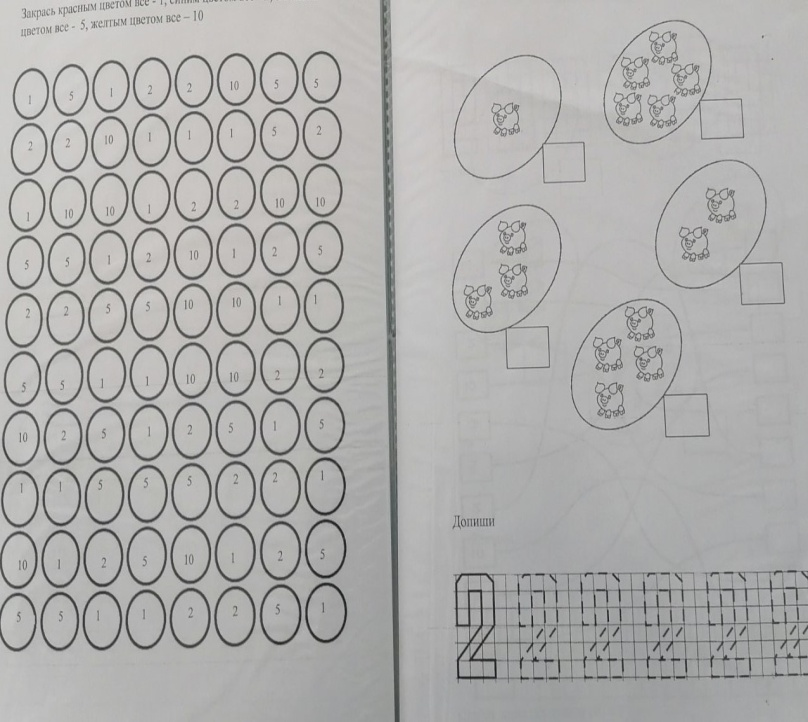 Закрась красным цветом все - 1,
цветом все - 5, желтым цветом все – 10
1 5 1 2 2 10 5 5
2 2 10 1 1 1 5 2
1 10 10 1 2 2 10 10
5 5 1 2 10 1 2 5
2 2 5 5 10 10 1 1
5 5 1 1 10 10 2 2
10 2 5 1 2 5 1 5
1 1 5 5 5 2 2 1
10 1 2 5 10 1 2 5
5 5 1 1 2 2 5 1
Допиши
2